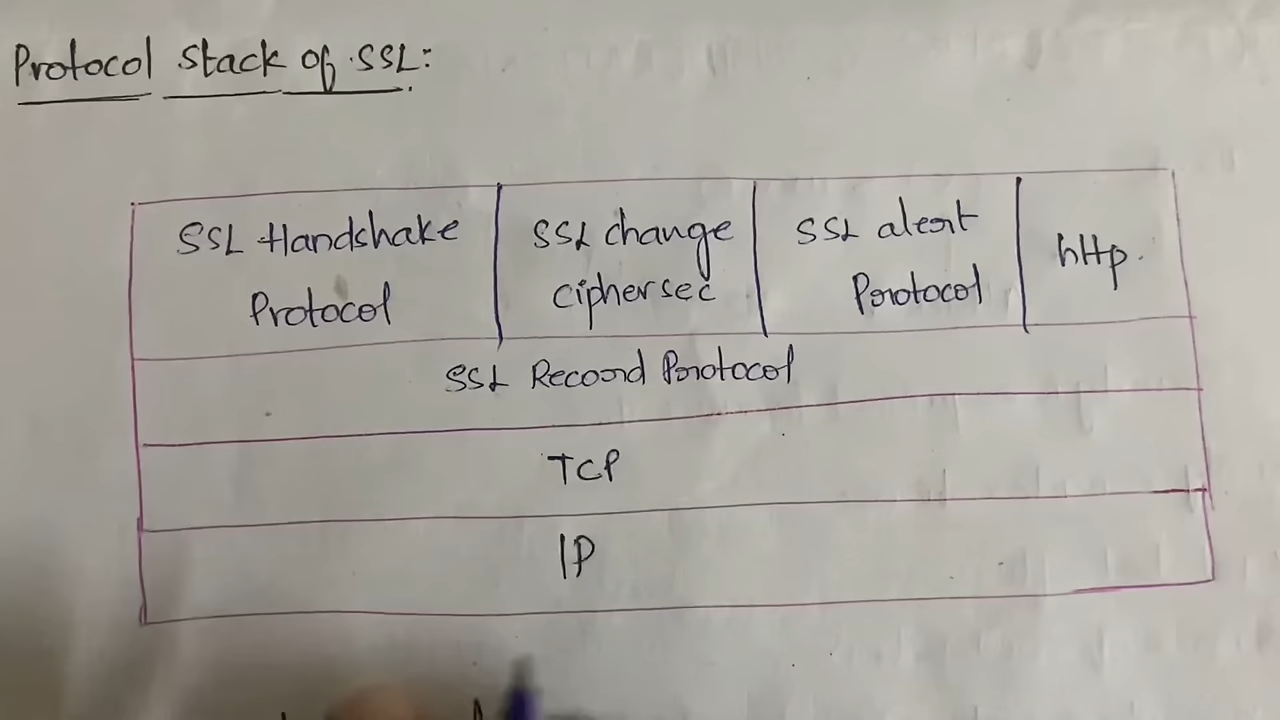 Protocol stack of SSL:
SSL Handshake
Protocol
SSL change
ciphersec
SSL alert
Protocol
http.
SSL Record Protocol
TCP
IP